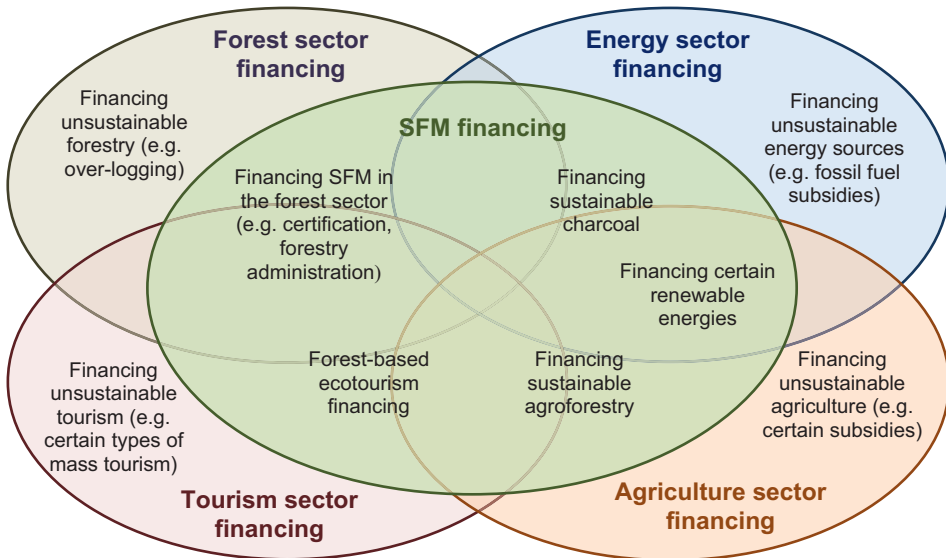 Forest sector
financing
Energy sector
financing
Financing
unsustainable
forestry (e.g.
over-logging)
SFM financing
Financing
unsustainable
energy sources
(e.g. fossil fuel
subsidies)
Financing SFM in
the forest sector
(e.g. certification,
forestry
administration)
Financing
sustainable
charcoal
Financing certain
renewable
energies
Financing
unsustainable
tourism (e.g.
certain types of
mass tourism)
Forest-based
ecotourism
financing
Financing
sustainable
agroforestry
Financing
unsustainable
agriculture (e.g.
certain subsidies)
Tourism sector
financing
Agriculture sector
financing